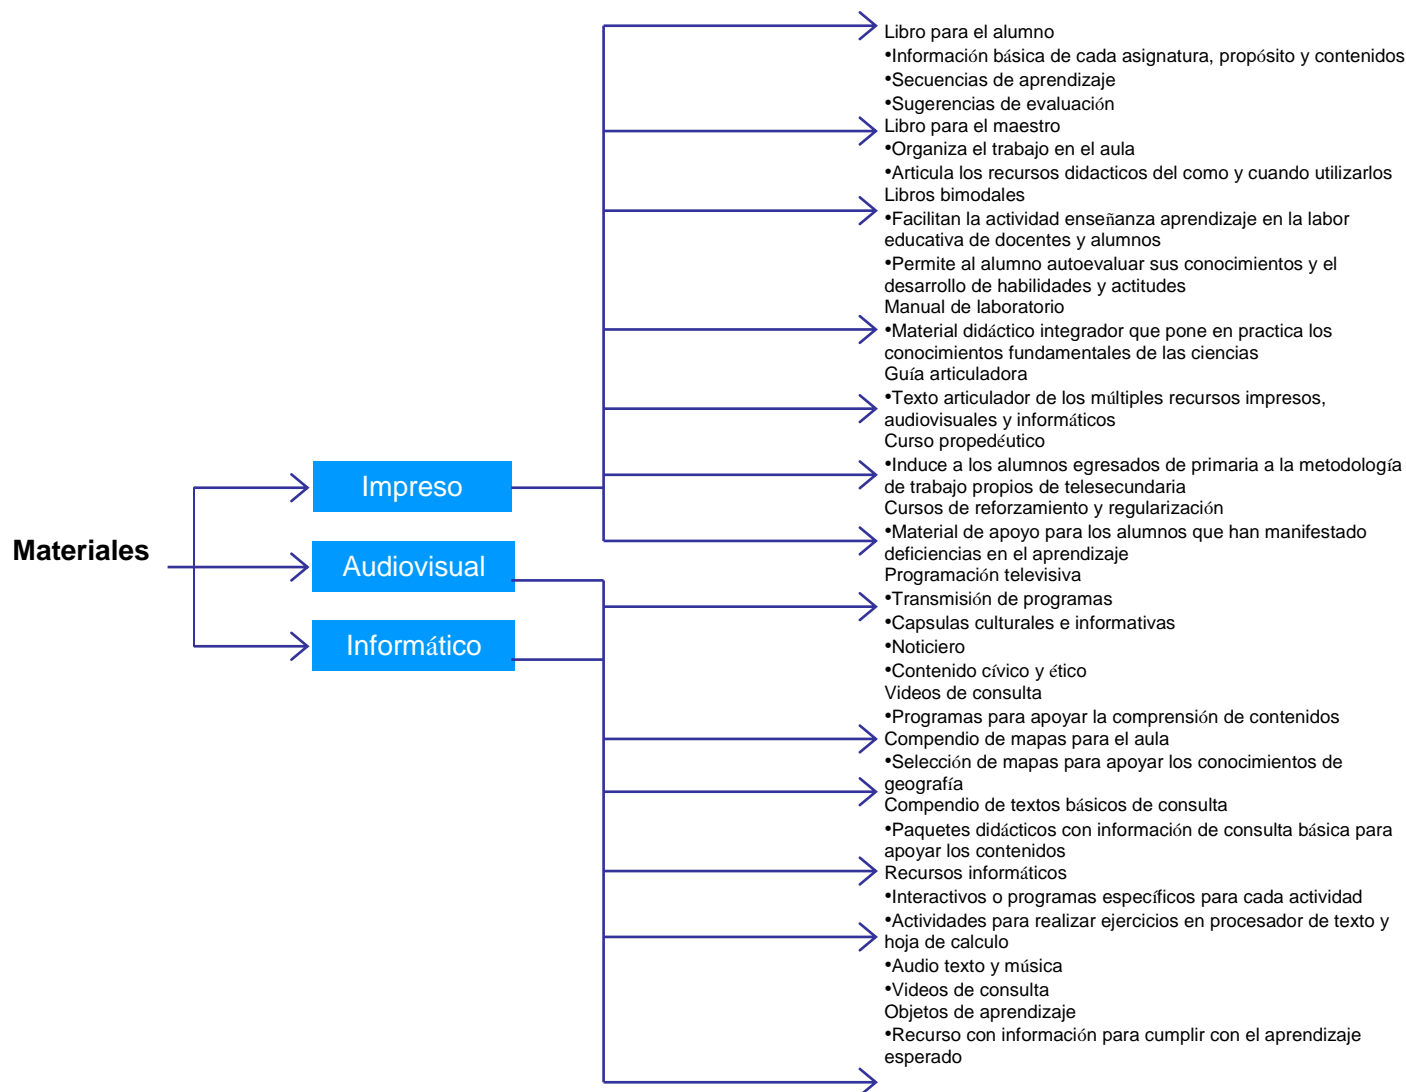 Materiales
Impreso
Audiovisual
Informático
Libro para el alumno
•Información básica de cada asignatura, propósito y contenidos
•Secuencias de aprendizaje
•Sugerencias de evaluación
Libro para el maestro
•Organiza el trabajo en el aula
•Articula los recursos didacticos del como y cuando utilizarlos
Libros bimodales
•Facilitan la actividad enseñanza aprendizaje en la labor
educativa de docentes y alumnos
•Permite al alumno autoevaluar sus conocimientos y el
desarrollo de habilidades y actitudes
Manual de laboratorio
•Material didáctico integrador que pone en practica los
conocimientos fundamentales de las ciencias
Guía articuladora
•Texto articulador de los múltiples recursos impresos,
audiovisuales y informáticos
Curso propedéutico
•Induce a los alumnos egresados de primaria a la metodología
de trabajo propios de telesecundaria
Cursos de reforzamiento y regularización
•Material de apoyo para los alumnos que han manifestado
deficiencias en el aprendizaje
Programación televisiva
•Transmisión de programas
•Capsulas culturales e informativas
•Noticiero
•Contenido cívico y ético
Videos de consulta
•Programas para apoyar la comprensión de contenidos
Compendio de mapas para el aula
•Selección de mapas para apoyar los conocimientos de
geografía
Compendio de textos básicos de consulta
•Paquetes didácticos con información de consulta básica para
apoyar los contenidos
Recursos informáticos
•Interactivos o programas específicos para cada actividad
•Actividades para realizar ejercicios en procesador de texto y
hoja de calculo
•Audio texto y música
•Videos de consulta
Objetos de aprendizaje
•Recurso con información para cumplir con el aprendizaje
esperado